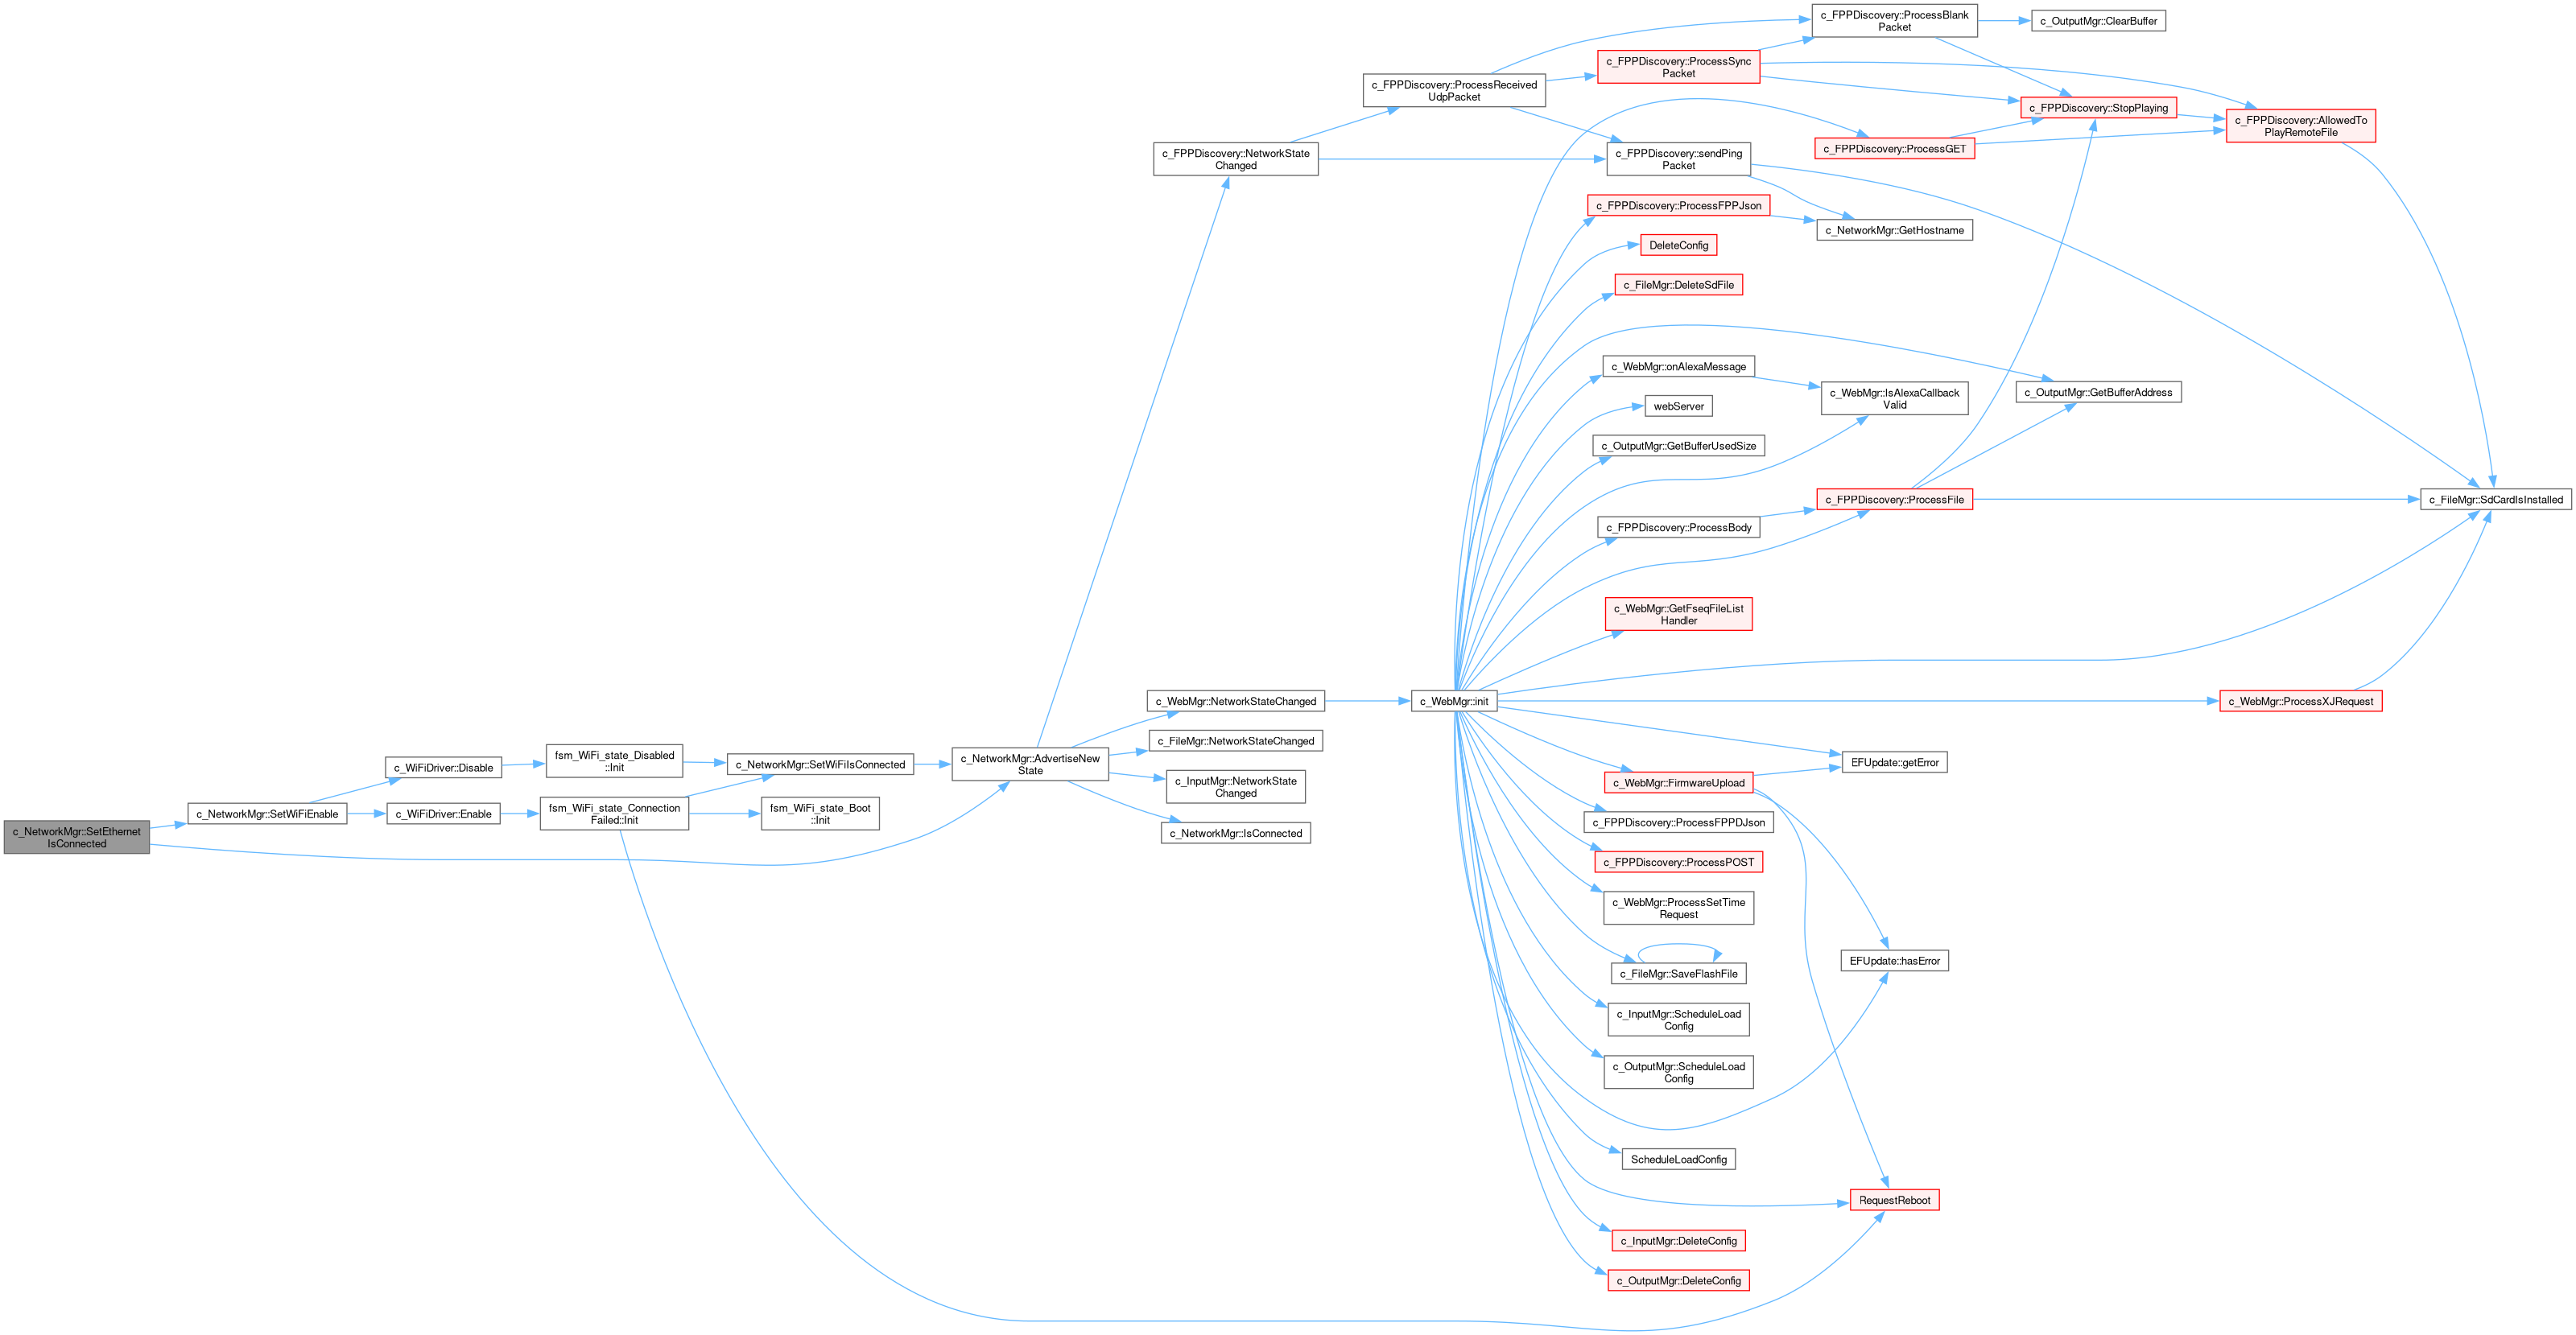 c_NetworkMgr::SetEthernet
IsConnected
c_NetworkMgr::SetWiFiEnable
c_WiFiDriver::Disable
c_WiFiDriver::Enable
fsm_WiFi_state_Disabled
::Init
fsm_WiFi_state_Connection
Failed::Init
c_NetworkMgr::SetWiFiIsConnected
fsm_WiFi_state_Boot
::Init
c_NetworkMgr::AdvertiseNew
State
c_FPPDiscovery::NetworkState
Changed
c_WebMgr::NetworkStateChanged
c_FileMgr::NetworkStateChanged
c_InputMgr::NetworkState
Changed
c_NetworkMgr::IsConnected
c_FPPDiscovery::ProcessReceived
UdpPacket
c_WebMgr::init
c_FPPDiscovery::ProcessSync
Packet
c_FPPDiscovery::sendPing
Packet
c_FPPDiscovery::ProcessFPPJson
DeleteConfig
c_FileMgr::DeleteSdFile
c_WebMgr::onAlexaMessage
webServer
c_OutputMgr::GetBufferUsedSize
c_FPPDiscovery::ProcessBody
c_WebMgr::GetFseqFileList
Handler
c_WebMgr::FirmwareUpload
c_FPPDiscovery::ProcessFPPDJson
c_FPPDiscovery::ProcessPOST
c_WebMgr::ProcessSetTime
Request
c_FileMgr::SaveFlashFile
c_InputMgr::ScheduleLoad
Config
c_OutputMgr::ScheduleLoad
Config
ScheduleLoadConfig
c_InputMgr::DeleteConfig
c_OutputMgr::DeleteConfig
c_FPPDiscovery::ProcessBlank
Packet
c_FPPDiscovery::ProcessGET
c_NetworkMgr::GetHostname
c_WebMgr::IsAlexaCallback
Valid
c_FPPDiscovery::ProcessFile
EFUpdate::getError
EFUpdate::hasError
RequestReboot
c_OutputMgr::ClearBuffer
c_FPPDiscovery::StopPlaying
c_OutputMgr::GetBufferAddress
c_FPPDiscovery::AllowedTo
PlayRemoteFile
c_WebMgr::ProcessXJRequest
c_FileMgr::SdCardIsInstalled